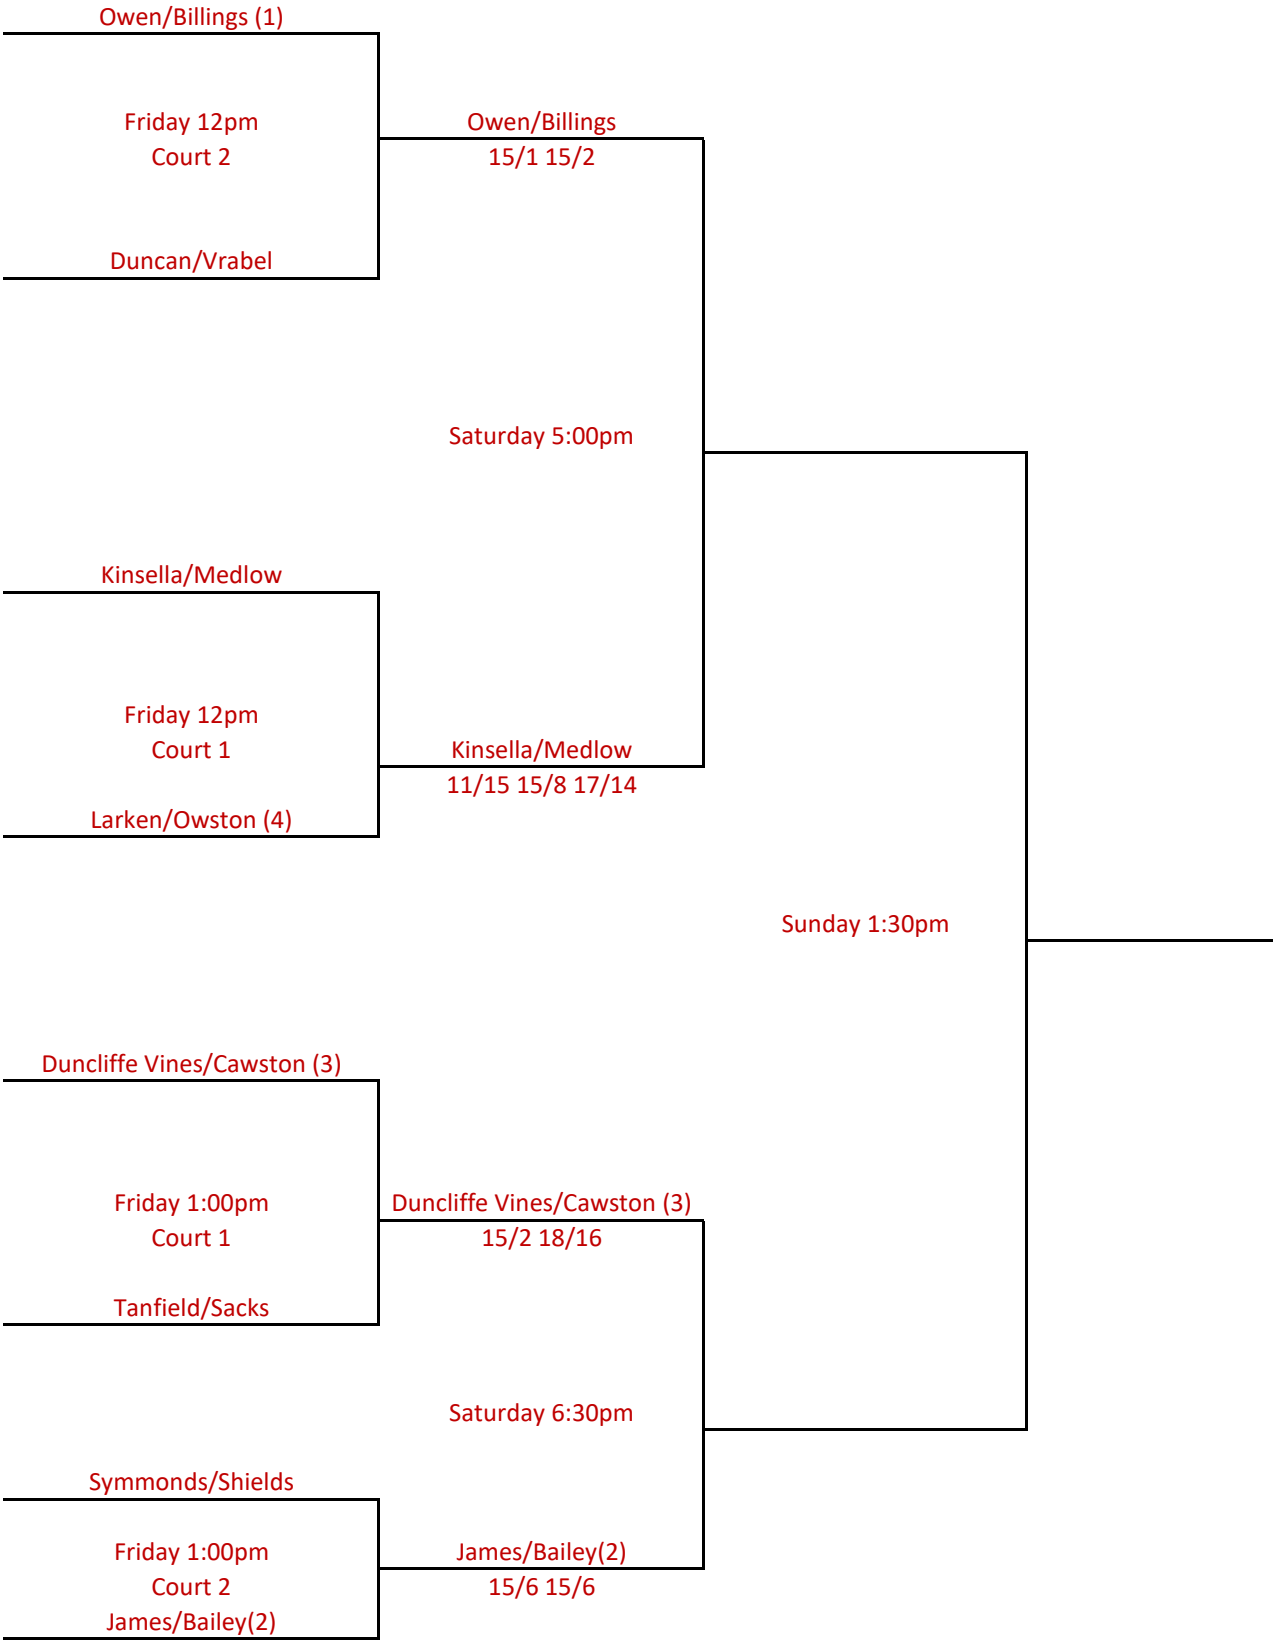 Owen/Billings (1)
Friday 12pm
Court 2
Owen/Billings
15/1 15/2
Duncan/Vrabel
Saturday 5:00pm
Kinsella/Medlow
Friday 12pm
Court 1
Kinsella/Medlow
11/15 15/8 17/14
Larken/Owston (4)
Sunday 1:30pm
Duncliffe Vines/Cawston (3)
Friday 1:00pm
Court 1
Duncliffe Vines/Cawston (3)
15/2 18/16
Tanfield/Sacks
Saturday 6:30pm
Symmonds/Shields
Friday 1:00pm
Court 2
James/Bailey(2)
15/6 15/6
James/Bailey(2)